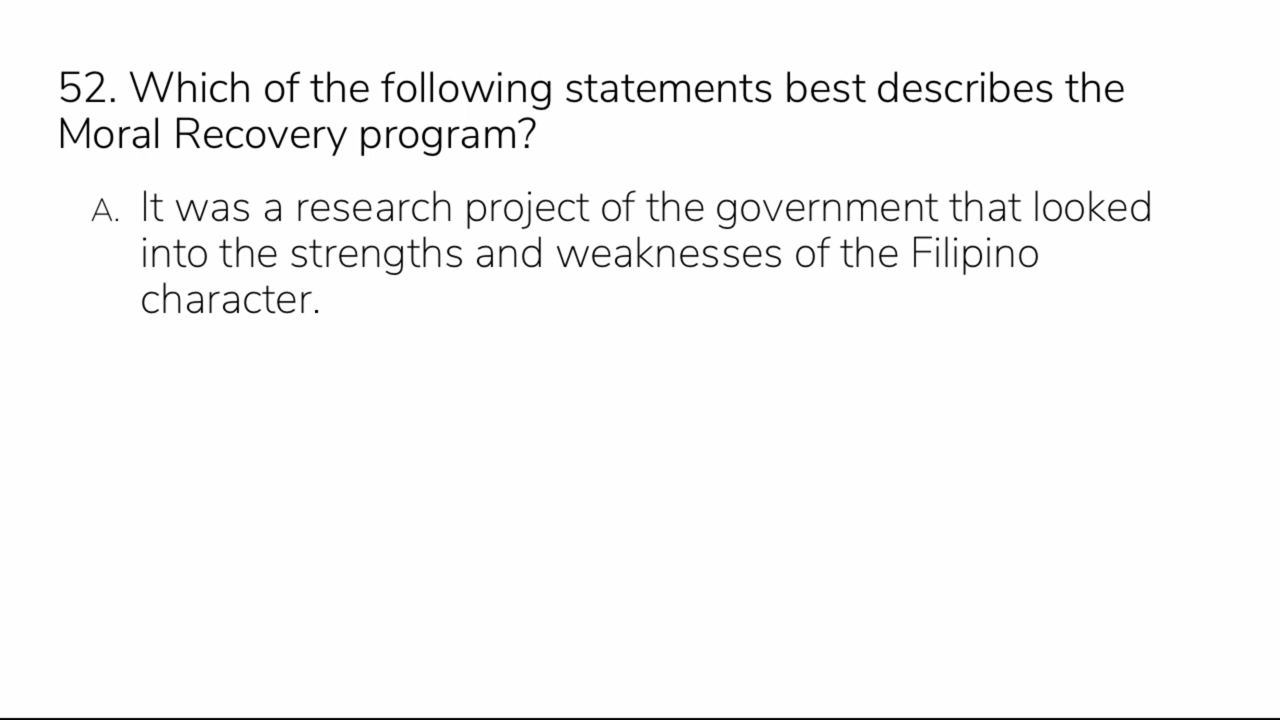 52. Which of the following statements best describes the
Moral Recovery program?
A. It was a research project of the government that looked
into the strengths and weaknesses of the Filipino
character.